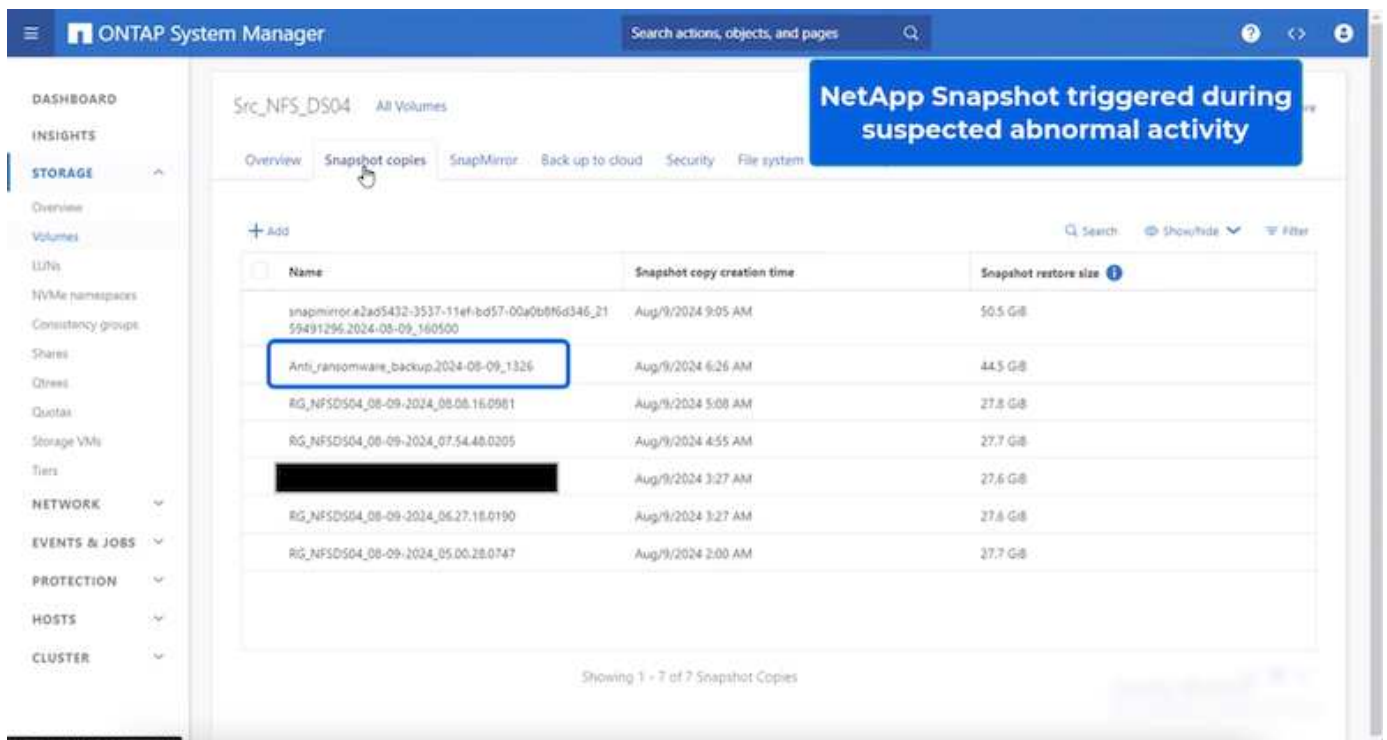 ONTAP System Manager
Search actions, objects, and pages
NetApp Snapshot triggered during
suspected abnormal activity
DASHBOARD
INSIGHTS
STORAGE
Overview
Volumes
LUNs
NVMe namespaces
Consistency groups
Shares
Qtrees
Quotas
Storage VMs
Tiers
NETWORK
EVENTS & JOBS
PROTECTION
HOSTS
CLUSTER
Src_NFS_DS04 All Volumes
Overview Snapshot copies SnapMirror Back up to cloud Security File system
Add
Search Show/hide Filter
Name Snapshot copy creation time Snapshot restore size
snapmirror.e2ad5432-3537-11ef-bd57-00a0b8f6d346_21 Aug/9/2024 9:05 AM 50.5 GiB
59491296.2024-08-09_160500
Anti_ransomware_backup.2024-08-09_1326 Aug/9/2024 6:26 AM 44.5 GiB
RG_NFSDS04_08-09-2024_08.08.16.0981 Aug/9/2024 5:08 AM 27.8 GiB
RG_NFSDS04_08-09-2024_07.54.48.0205 Aug/9/2024 4:55 AM 27.7 GiB
Aug/9/2024 3:27 AM 27.6 GiB
RG_NFSDS04_08-09-2024_06.27.18.0190 Aug/9/2024 3:27 AM 27.6 GiB
RG_NFSDS04_08-09-2024_05.00.28.0747 Aug/9/2024 2:00 AM 27.7 GiB
Showing 1 - 7 of 7 Snapshot Copies